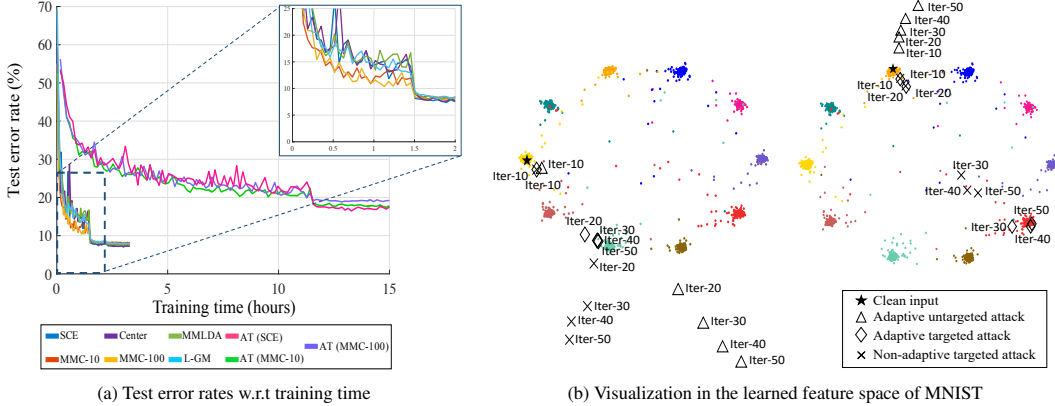 Test error rate (%)
70
60
50
40
30
20
10
0
0
5
10
15
Training time (hours)
25
20
15
10
5
0
0
0.5
1
1.5
2
SCE
Center
MMLDA
AT (SCE)
AT (MMC-100)
MMC-10
MMC-100
L-GM
AT (MMC-10)
(a) Test error rates w.r.t training time
Iter-10
Iter-10
Iter-10
Iter-20
Iter-30
Iter-40
Iter-50
Iter-20
Iter-30
Iter-40
Iter-50
Iter-20
Iter-30
Iter-40
Iter-50
Iter-50
Iter-40
Iter-30
Iter-20
Iter-10
Iter-10
Iter-10
Iter-20
Iter-20
Iter-30
Iter-40
Iter-50
Iter-50
Iter-30
Iter-40
Clean input
Adaptive untargeted attack
Adaptive targeted attack
Non-adaptive targeted attack
(b) Visualization in the learned feature space of MNIST